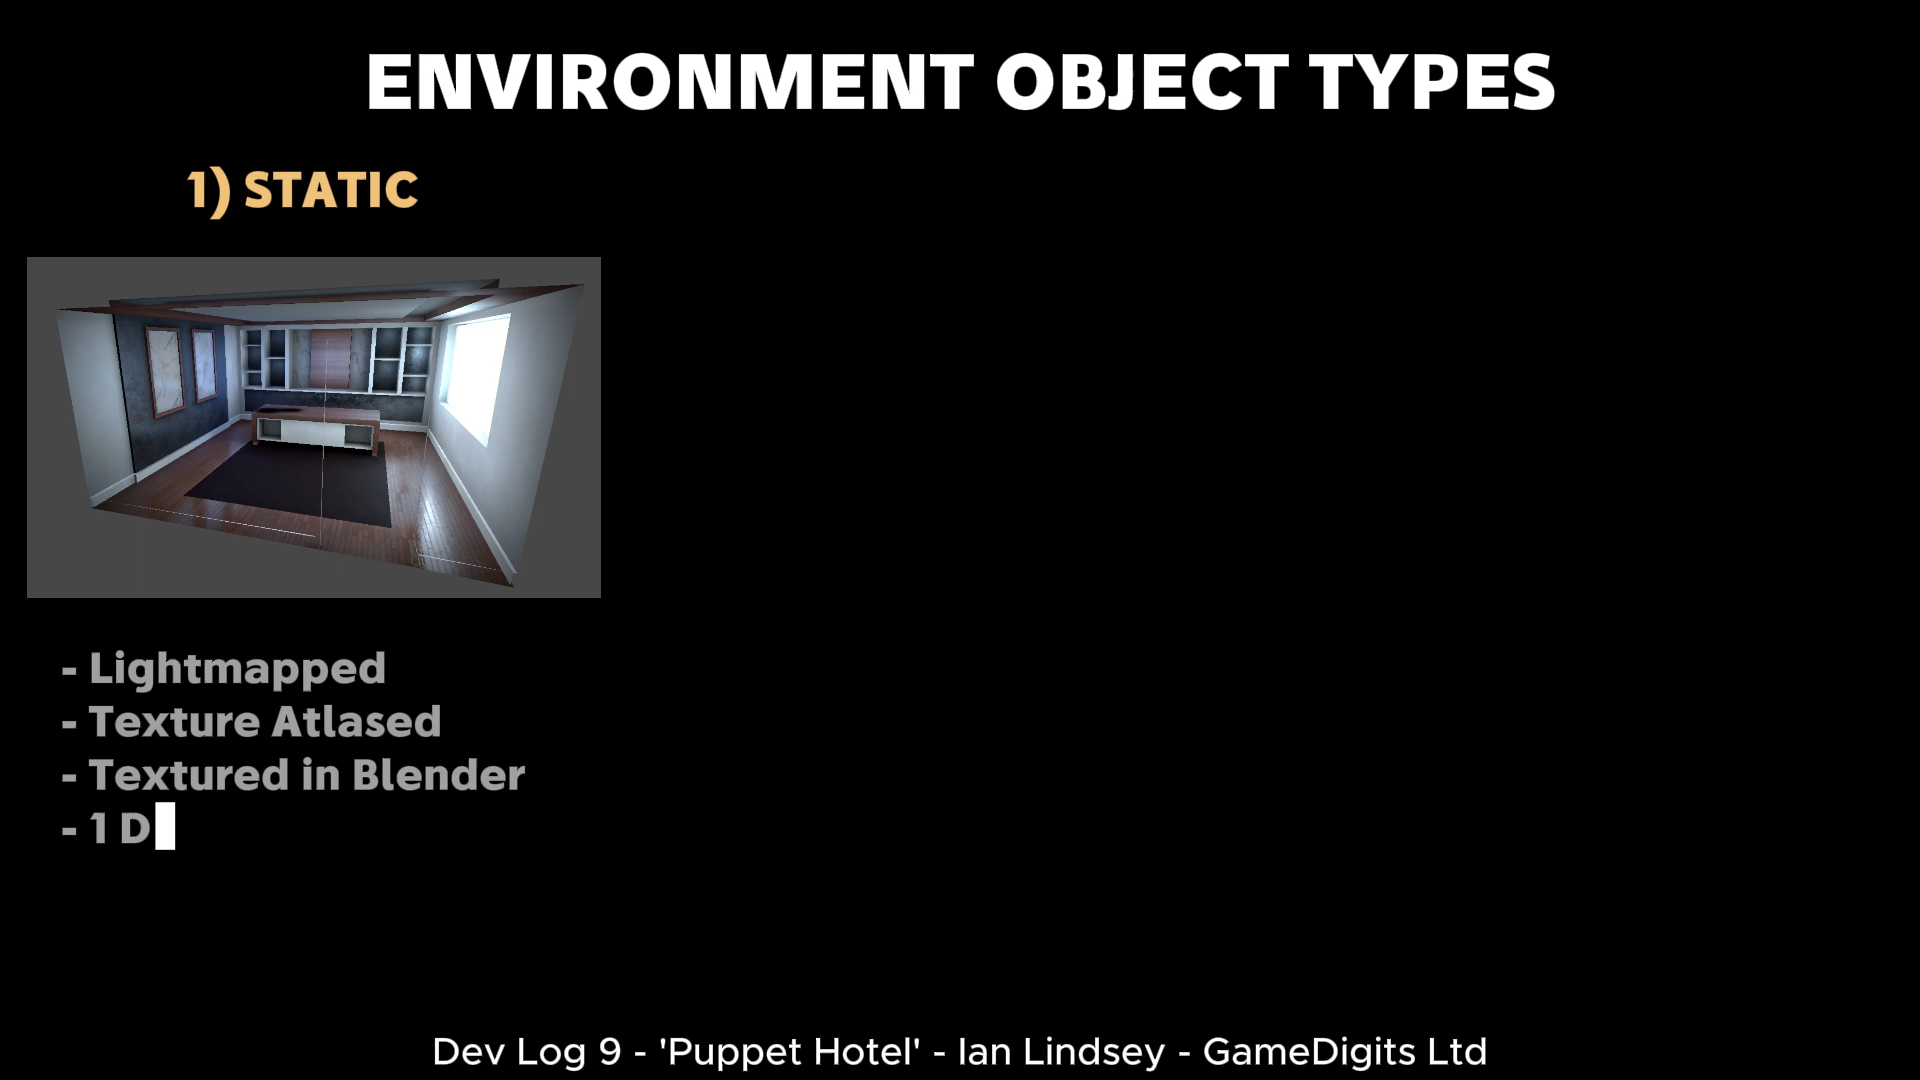 ENVIRONMENT OBJECT TYPES
1) STATIC
- Lightmapped
- Texture Atlased
- Textured in Blender
- 1 D
Dev Log 9 - 'Puppet Hotel' - Ian Lindsey - GameDigits Ltd